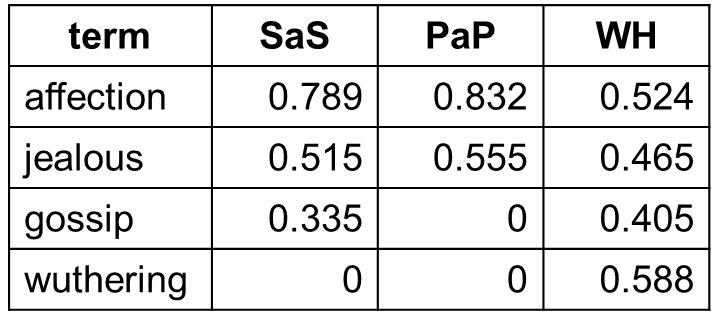 term SaS PaP WH
affection 0.789 0.832 0.524
jealous 0.515 0.555 0.465
gossip 0.335 0 0.405
wuthering 0 0 0.588